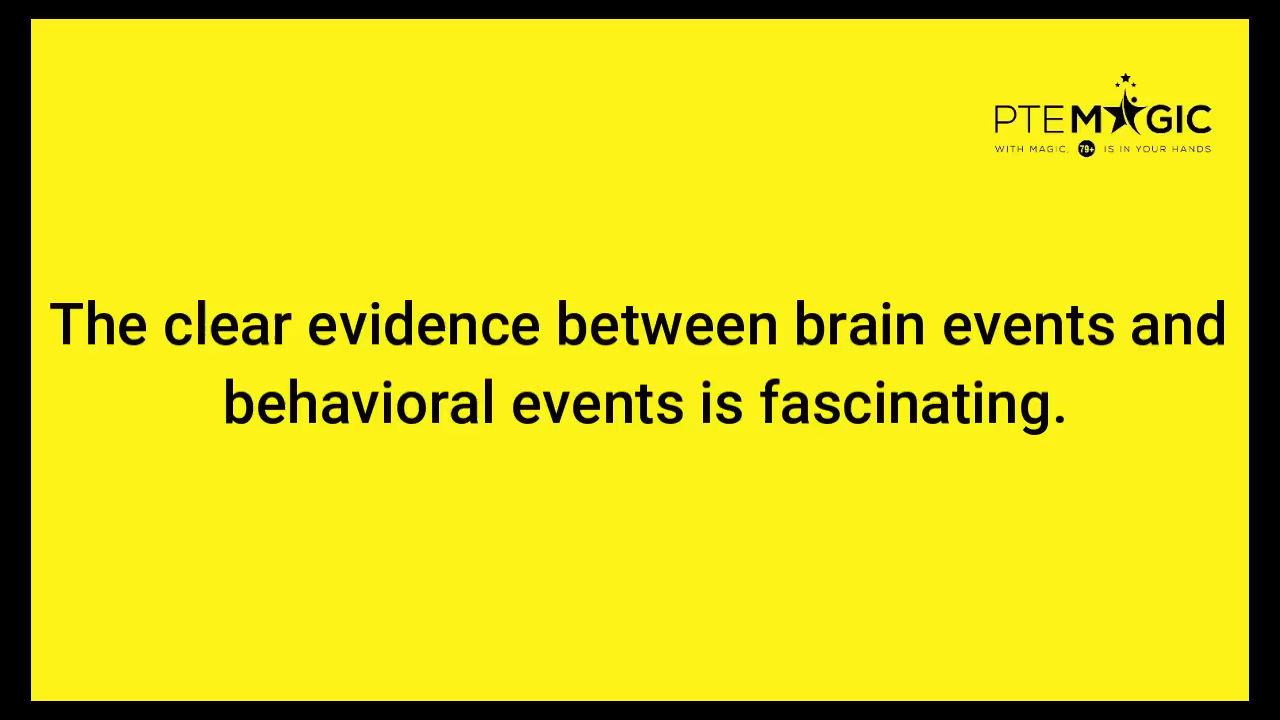 PTEMAGIC
WITH MAGIC, 79+ IS IN YOUR HANDS
The clear evidence between brain events and
behavioral events is fascinating.